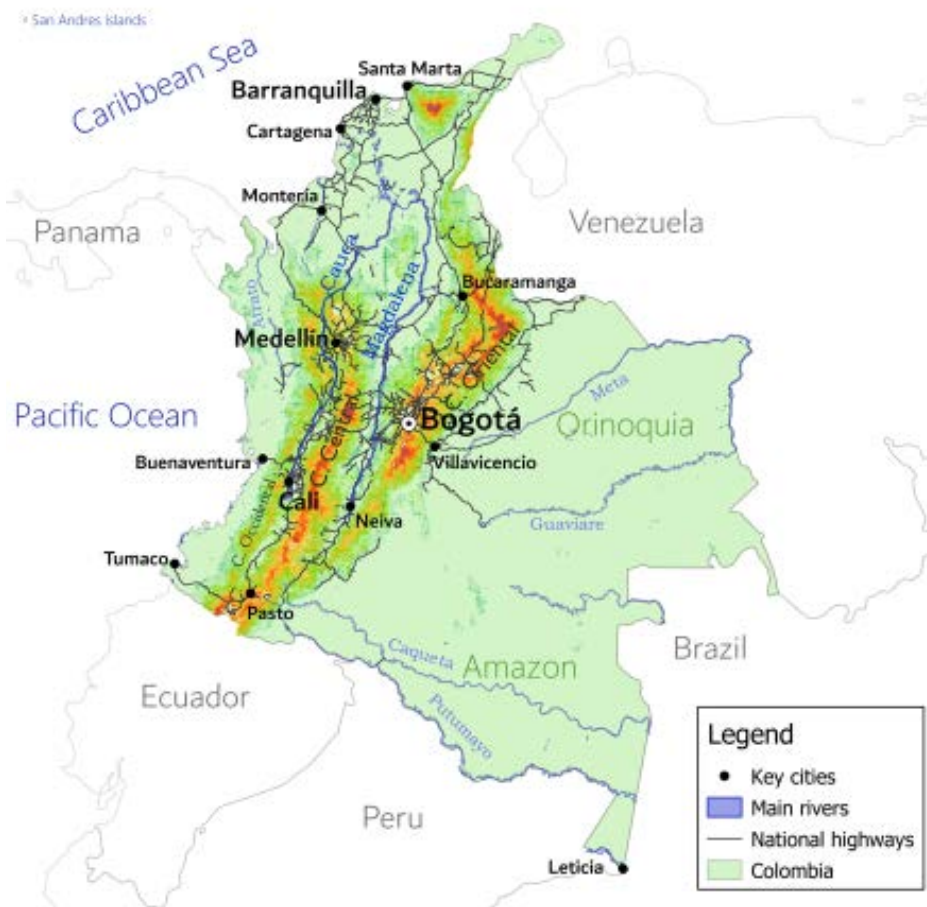 San Andres Islands
Caribbean Sea
Santa Marta
Barranquilla
Cartagena
Montería
Panama
Venezuela
Cauca
Bucaramanga
Atrato
Magdalena
Medellín
C. Oriental
Meta
Pacific Ocean
C. Central
Bogotá
Orinoquia
Buenaventura
Villavicencio
Cali
C. Occidental
Neiva
Guaviare
Tumaco
Pasto
Caqueta
Amazon
Brazil
Ecuador
Putumayo
Peru
Leticia
Legend
Key cities
Main rivers
National highways
Colombia